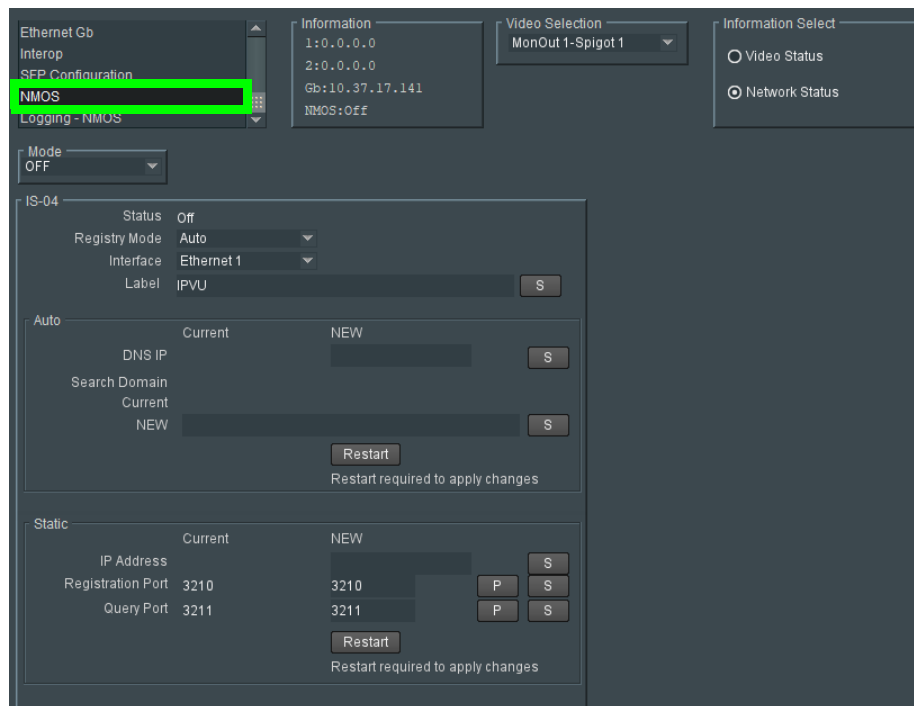 Ethernet Gb
Interop
SFP Configuration
NMOS
Logging - NMOS
Information
1:0.0.0.0
2:0.0.0.0
Gb:10.37.17.141
NMOS:Off
Video Selection
MonOut 1-Spigot 1
Information Select
Video Status
Network Status
Mode
OFF
IS-04
Status Off
Registry Mode Auto
Interface Ethernet 1
Label IPVU S
Auto
Current NEW
DNS IP S
Search Domain
Current
NEW S
Restart
Restart required to apply changes
Static
Current NEW
IP Address S
Registration Port 3210 3210 P S
Query Port 3211 3211 P S
Restart
Restart required to apply changes